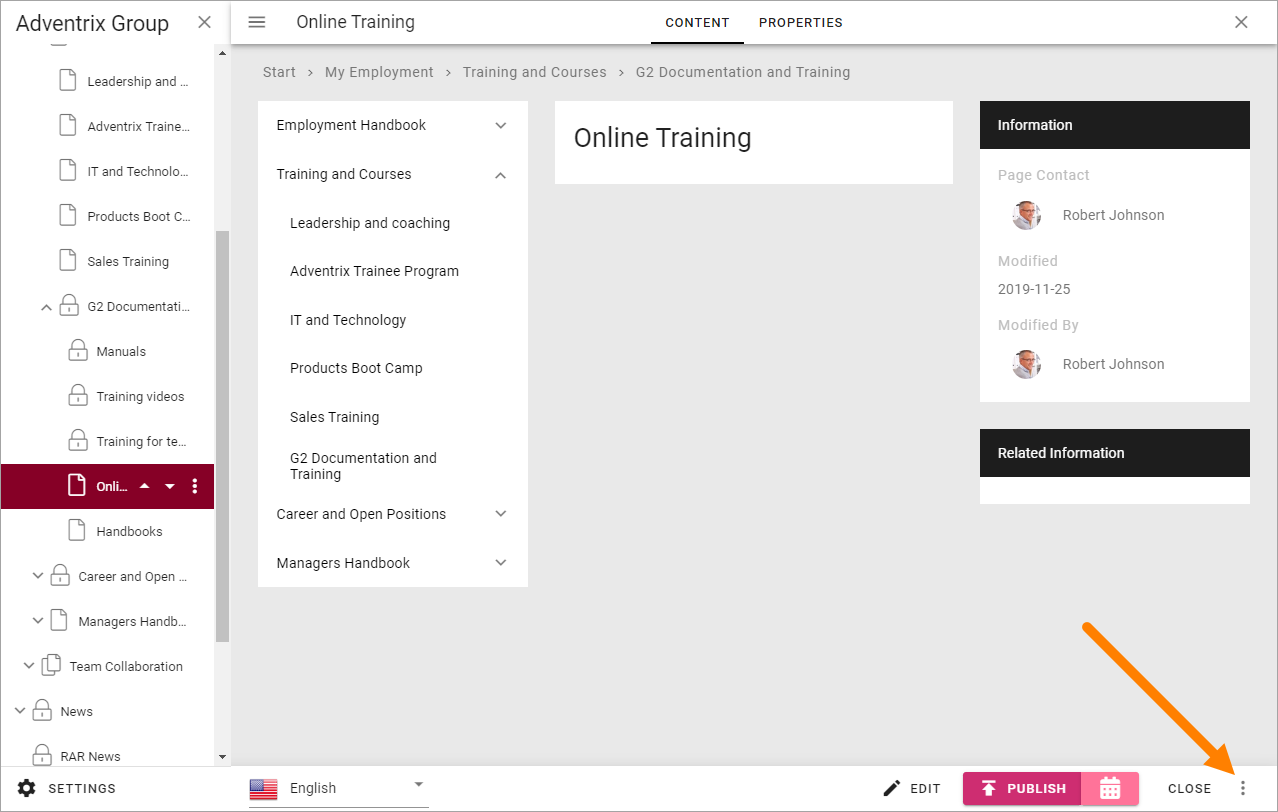 Adventrix Group
Online Training
CONTENT
PROPERTIES
Leadership and ...
Adventrix Traine...
IT and Technolo...
Products Boot C...
Sales Training
G2 Documentati...
Manuals
Training videos
Training for te...
Onli...
Handbooks
Career and Open ...
Managers Handb...
Team Collaboration
News
RAR News
SETTINGS
Start > My Employment > Training and Courses > G2 Documentation and Training
Employment Handbook
Training and Courses
Leadership and coaching
Adventrix Trainee Program
IT and Technology
Products Boot Camp
Sales Training
G2 Documentation and
Training
Career and Open Positions
Managers Handbook
Online Training
Information
Page Contact
Robert Johnson
Modified
2019-11-25
Modified By
Robert Johnson
Related Information
English
EDIT
PUBLISH
CLOSE